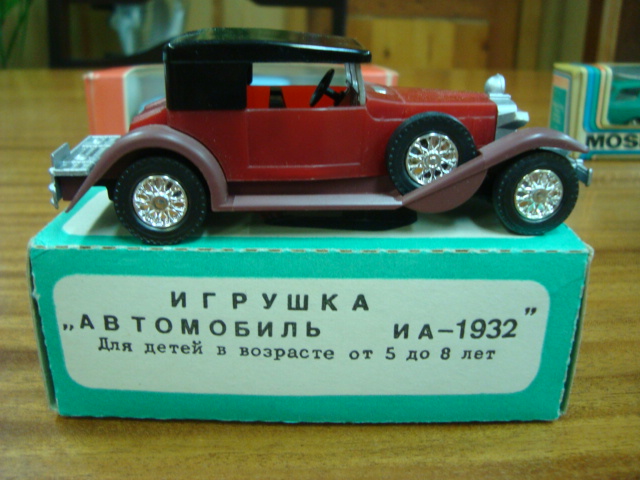 ИГРУШКА
„АВТОМОБИЛЬ ИА-1932”
Для детей в возрасте от 5 до 8 лет
MOS